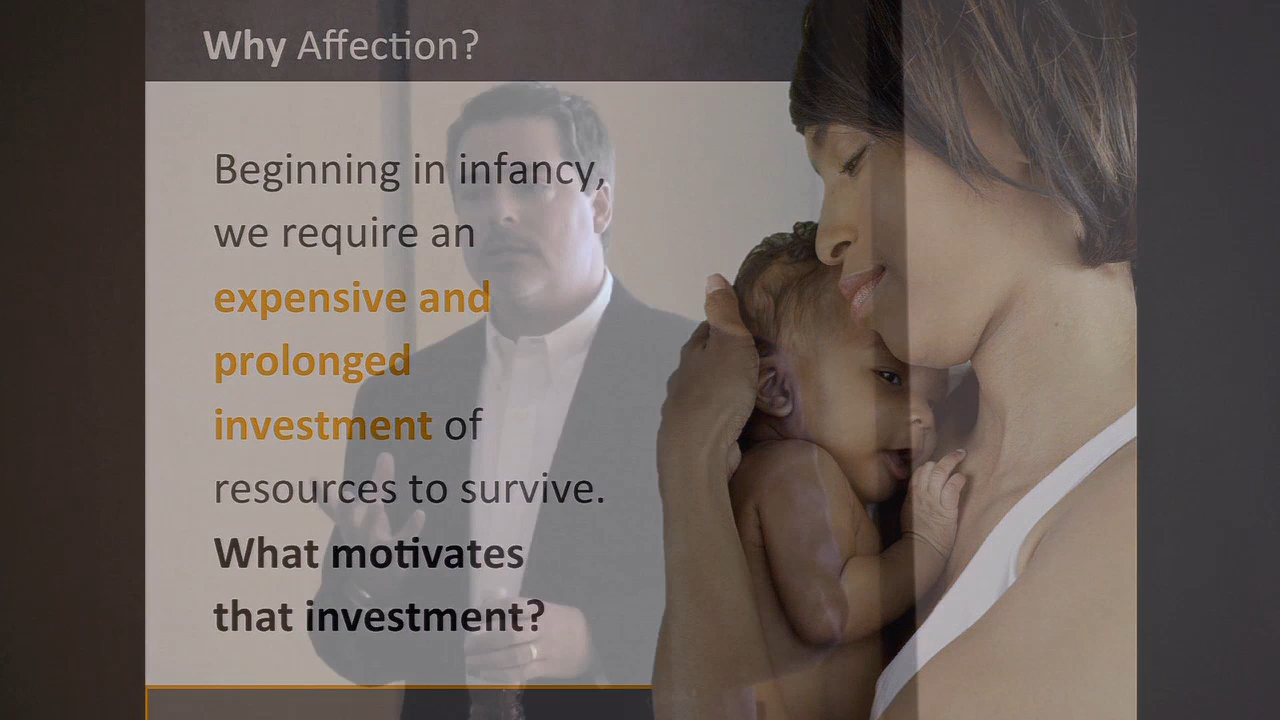 Why Affection?
Beginning in infancy,
we require an
expensive and
prolonged
investment of
resources to survive.
What motivates
that investment?